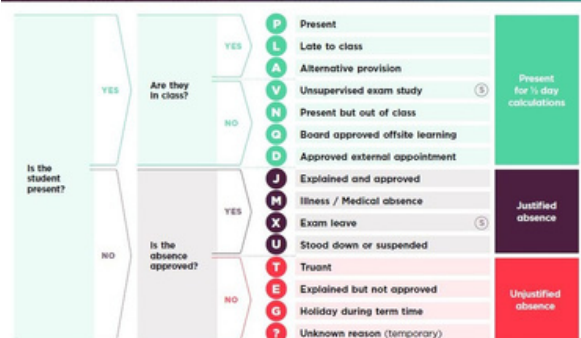 Is the
student
present?
YES
NO
Are they
in class?
YES
NO
Is the
absence
approved?
YES
NO
P Present
L Late to class
A Alternative provision
V Unsupervised exam study S
N Present but out of class
Q Board approved offsite learning
D Approved external appointment
J Explained and approved
M Illness / Medical absence
X Exam leave S
U Stood down or suspended
T Truant
E Explained but not approved
G Holiday during term time
? Unknown reason (temporary)
Present
for ½ day
calculations
Justified
absence
Unjustified
absence